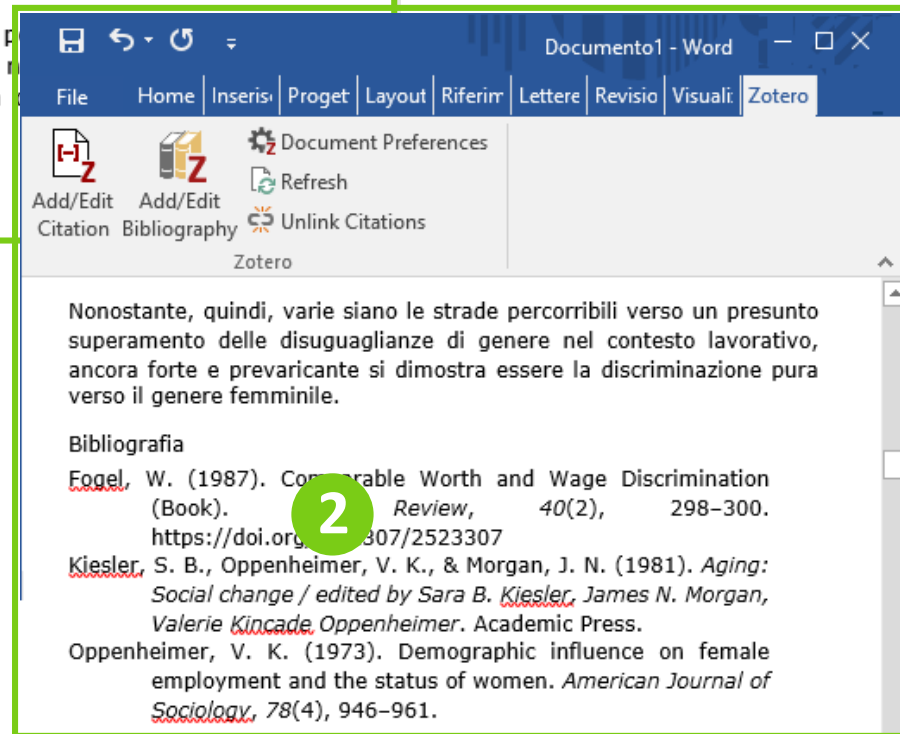 Documento1 - Word
File Home Inseris Proget Layout Riferim Lettere Revisio Visuali: Zotero
Add/Edit Citation
Add/Edit Bibliography
Document Preferences
Refresh
Unlink Citations
Zotero
Nonostante, quindi, varie siano le strade percorribili verso un presunto
superamento delle disuguaglianze di genere nel contesto lavorativo,
ancora forte e prevaricante si dimostra essere la discriminazione pura
verso il genere femminile.
Bibliografia
Fogel, W. (1987). Comparable Worth and Wage Discrimination
(Book). Review, 40(2), 298–300.
https://doi.org 307/2523307
2
Kiesler, S. B., Oppenheimer, V. K., & Morgan, J. N. (1981). Aging:
Social change / edited by Sara B. Kiesler, James N. Morgan,
Valerie Kincade Oppenheimer. Academic Press.
Oppenheimer, V. K. (1973). Demographic influence on female
employment and the status of women. American Journal of
Sociology, 78(4), 946–961.